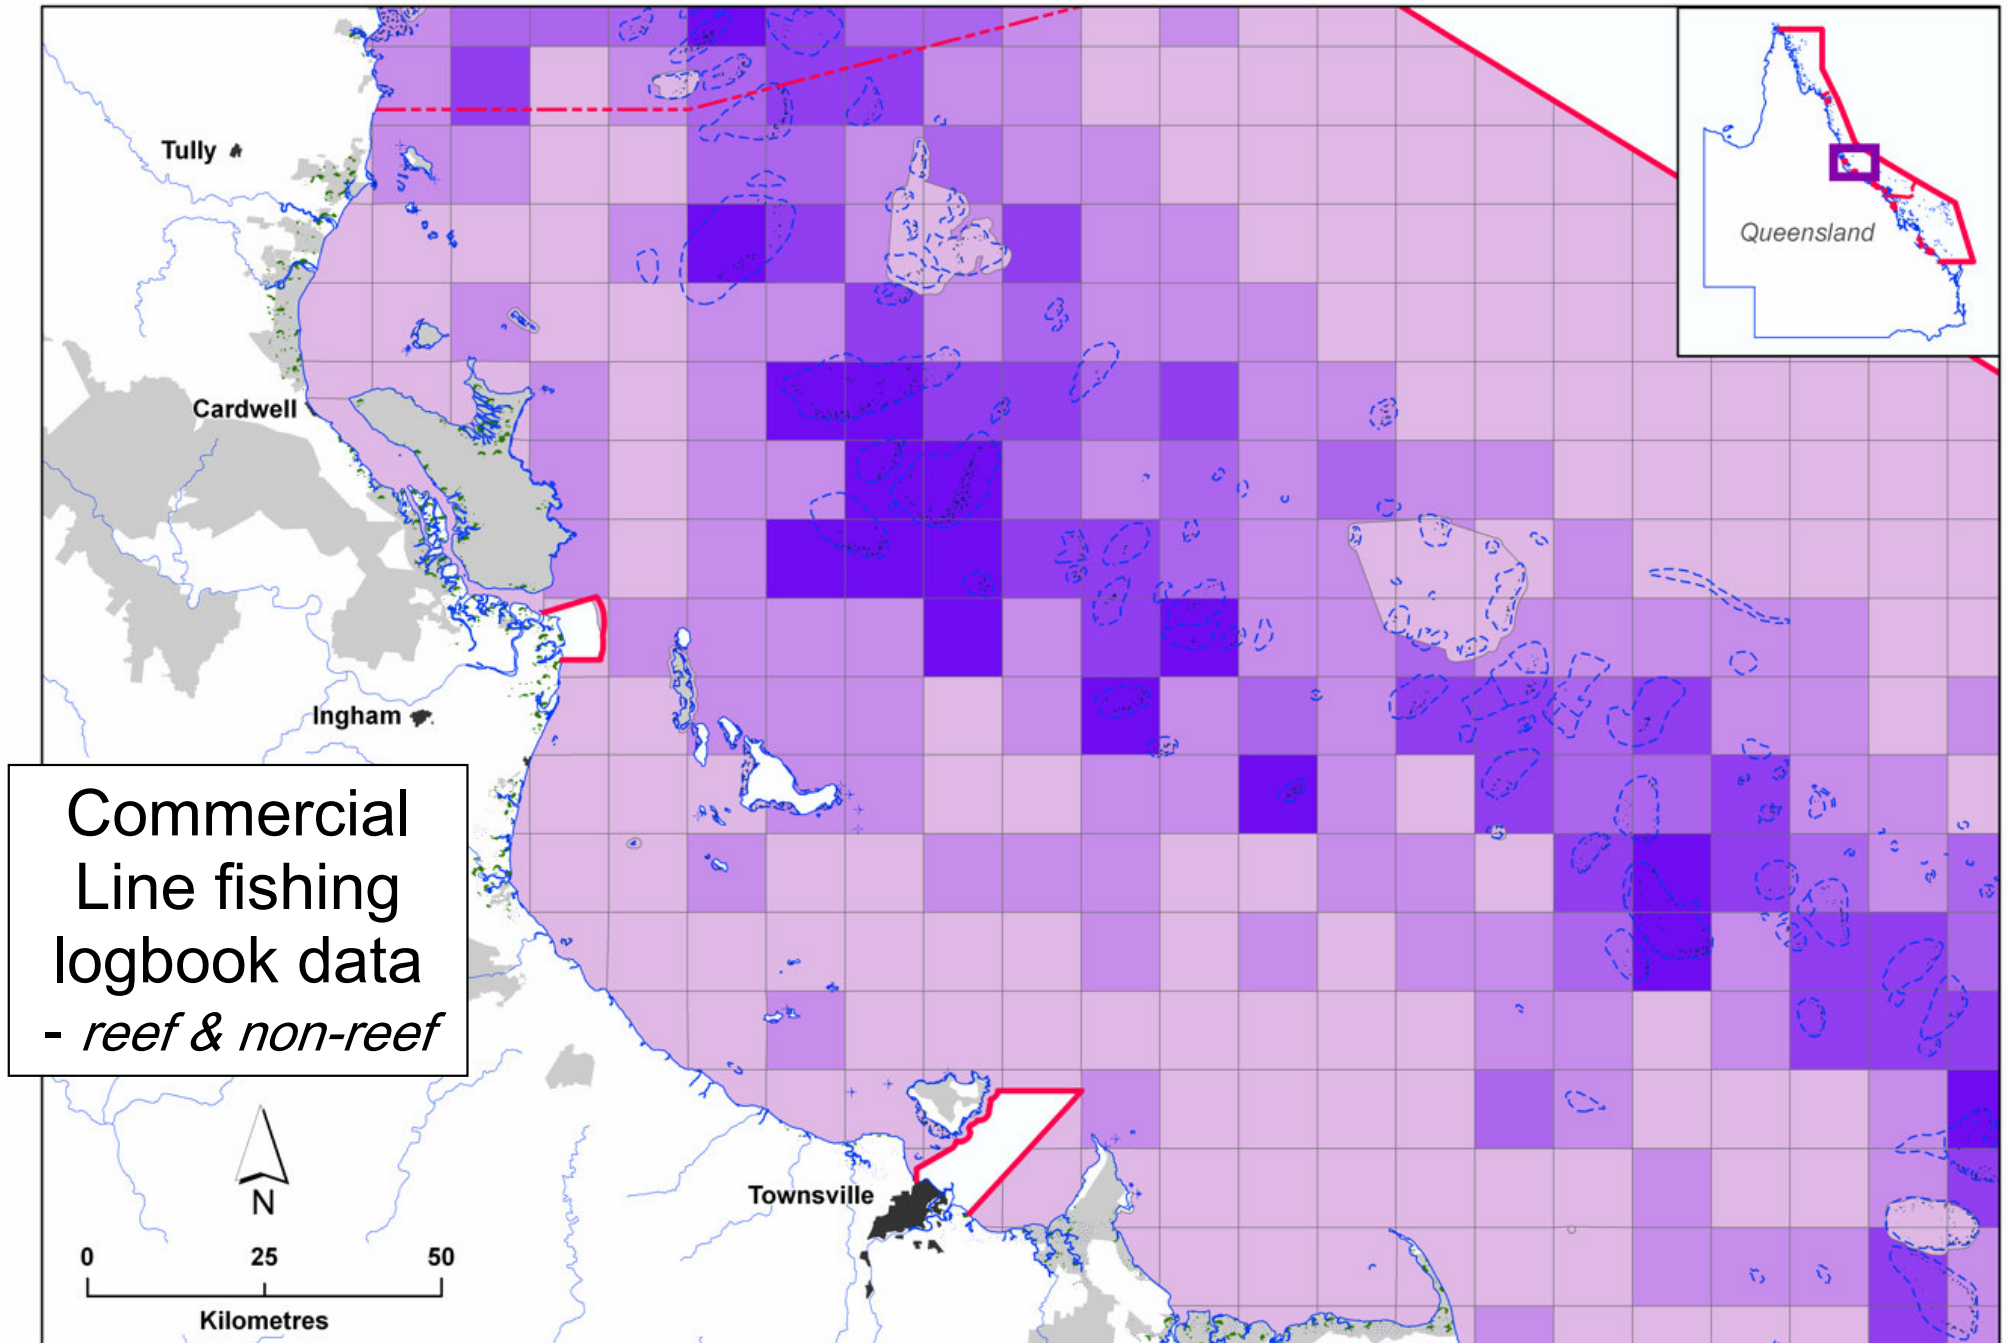 Tully
Queensland
Cardwell
Ingham
Commercial
Line fishing
logbook data
- reef & non-reef
N
Townsville
0 25 50
Kilometres